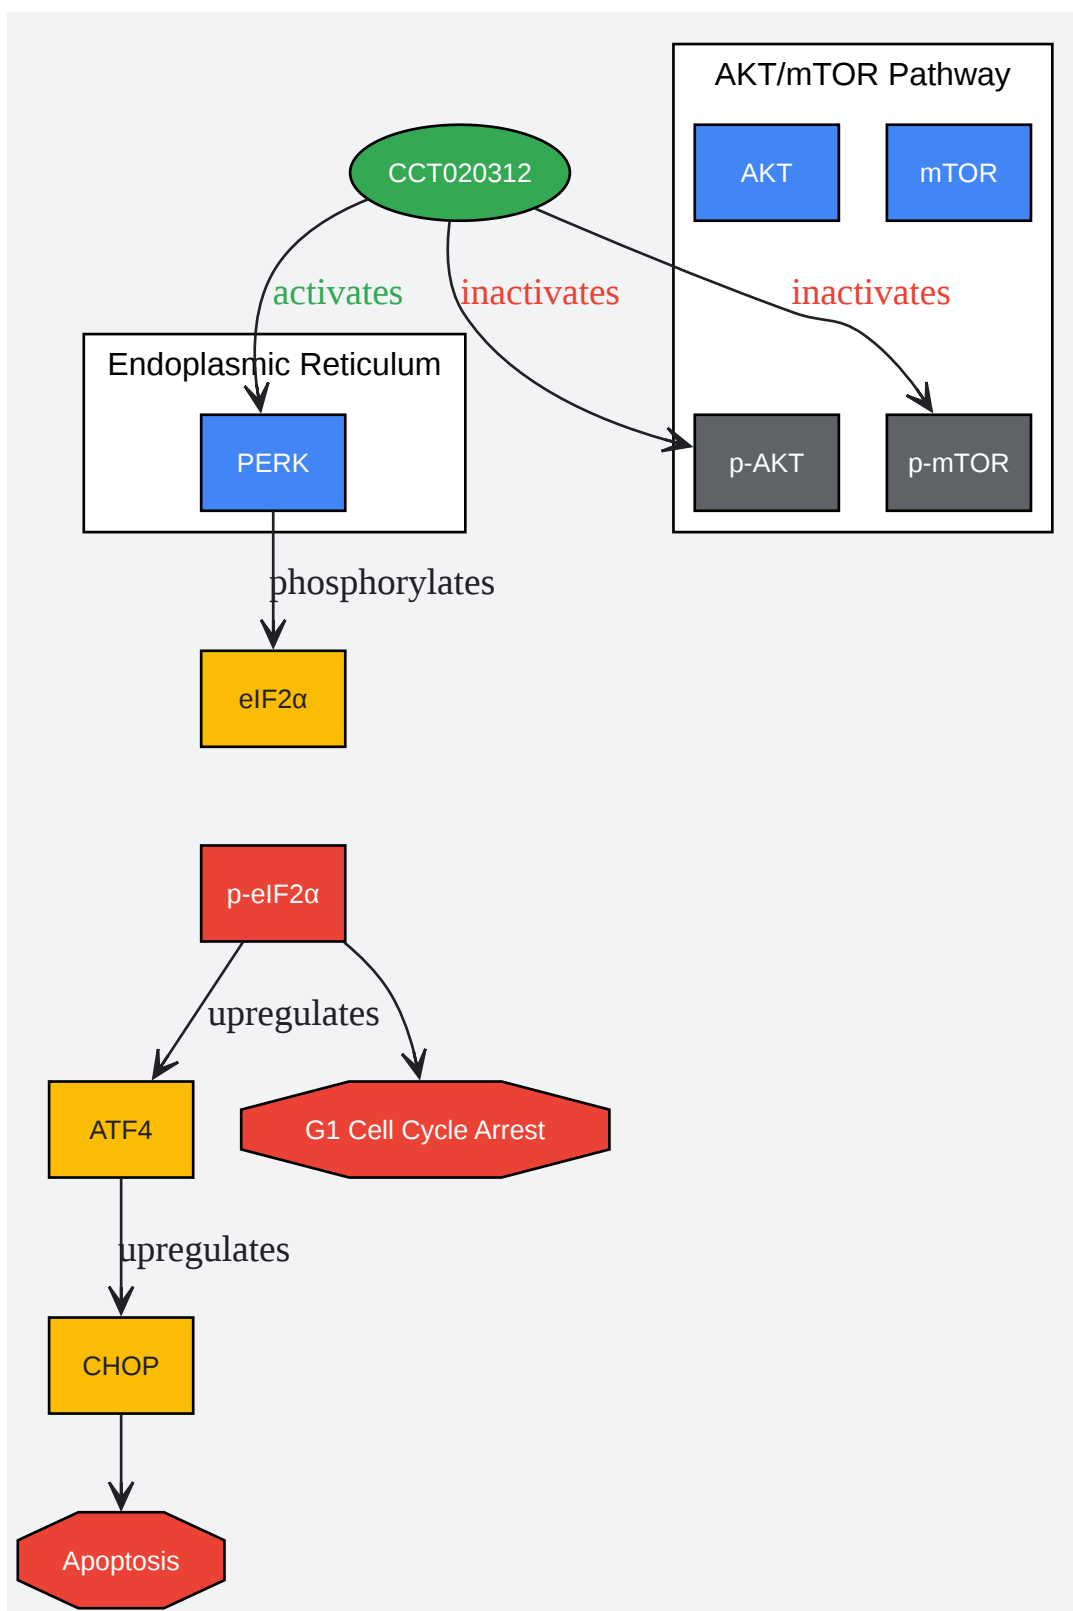 AKT/mTOR Pathway
CCT020312
AKT
mTOR
activates
inactivates
inactivates
Endoplasmic Reticulum
PERK
p-AKT
p-mTOR
phosphorylates
eIF2α
p-eIF2α
upregulates
ATF4
G1 Cell Cycle Arrest
upregulates
CHOP
Apoptosis